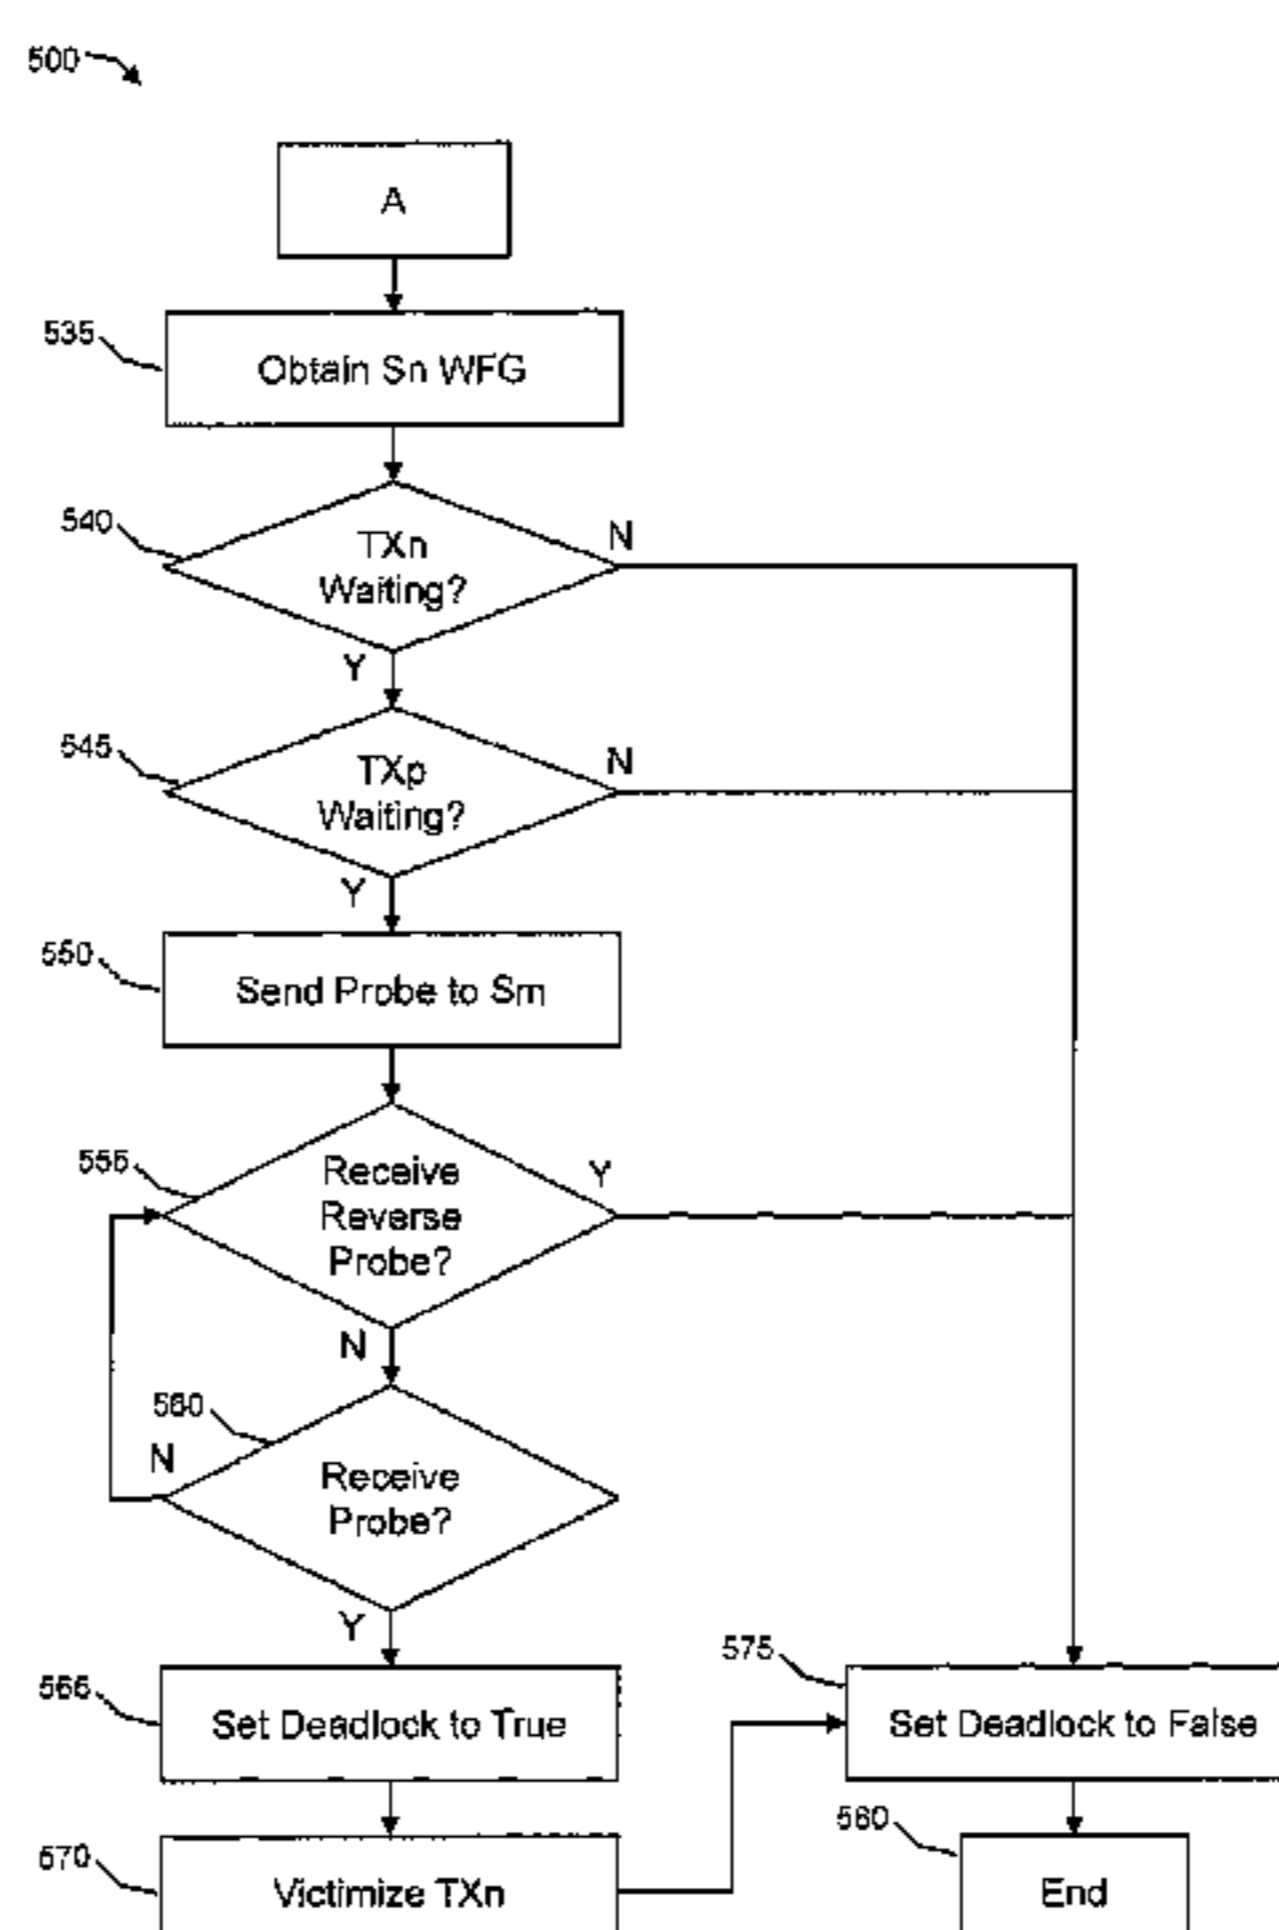 500
A
535
Obtain Sn WFG
540
TXn
Waiting?
N
Y
545
TXp
Waiting?
N
Y
550
Send Probe to Sm
555
Receive
Reverse
Probe?
Y
N
560
Receive
Probe?
N
Y
565
Set Deadlock to True
575
Set Deadlock to False
570
Victimize TXn
580
End